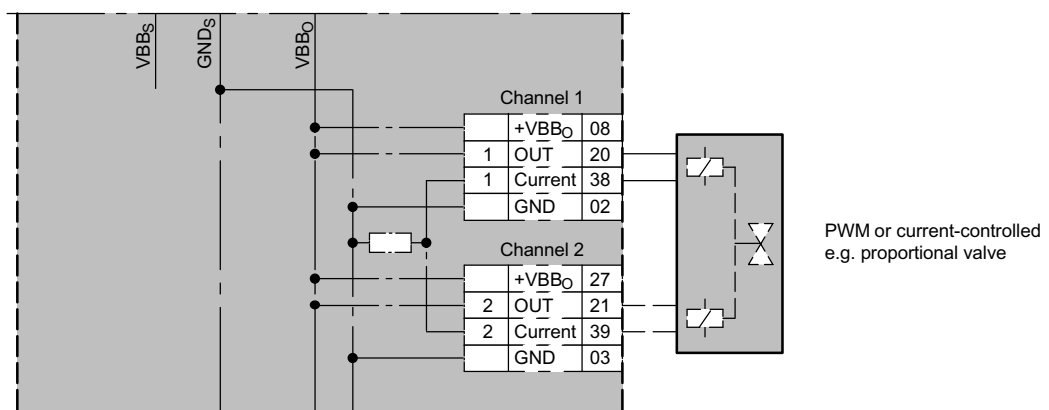 VBBS
GNDS
VBBO
Channel 1
+VBBO 08
1 OUT 20
1 Current 38
GND 02
Channel 2
+VBBO 27
2 OUT 21
2 Current 39
GND 03
PWM or current-controlled
e.g. proportional valve